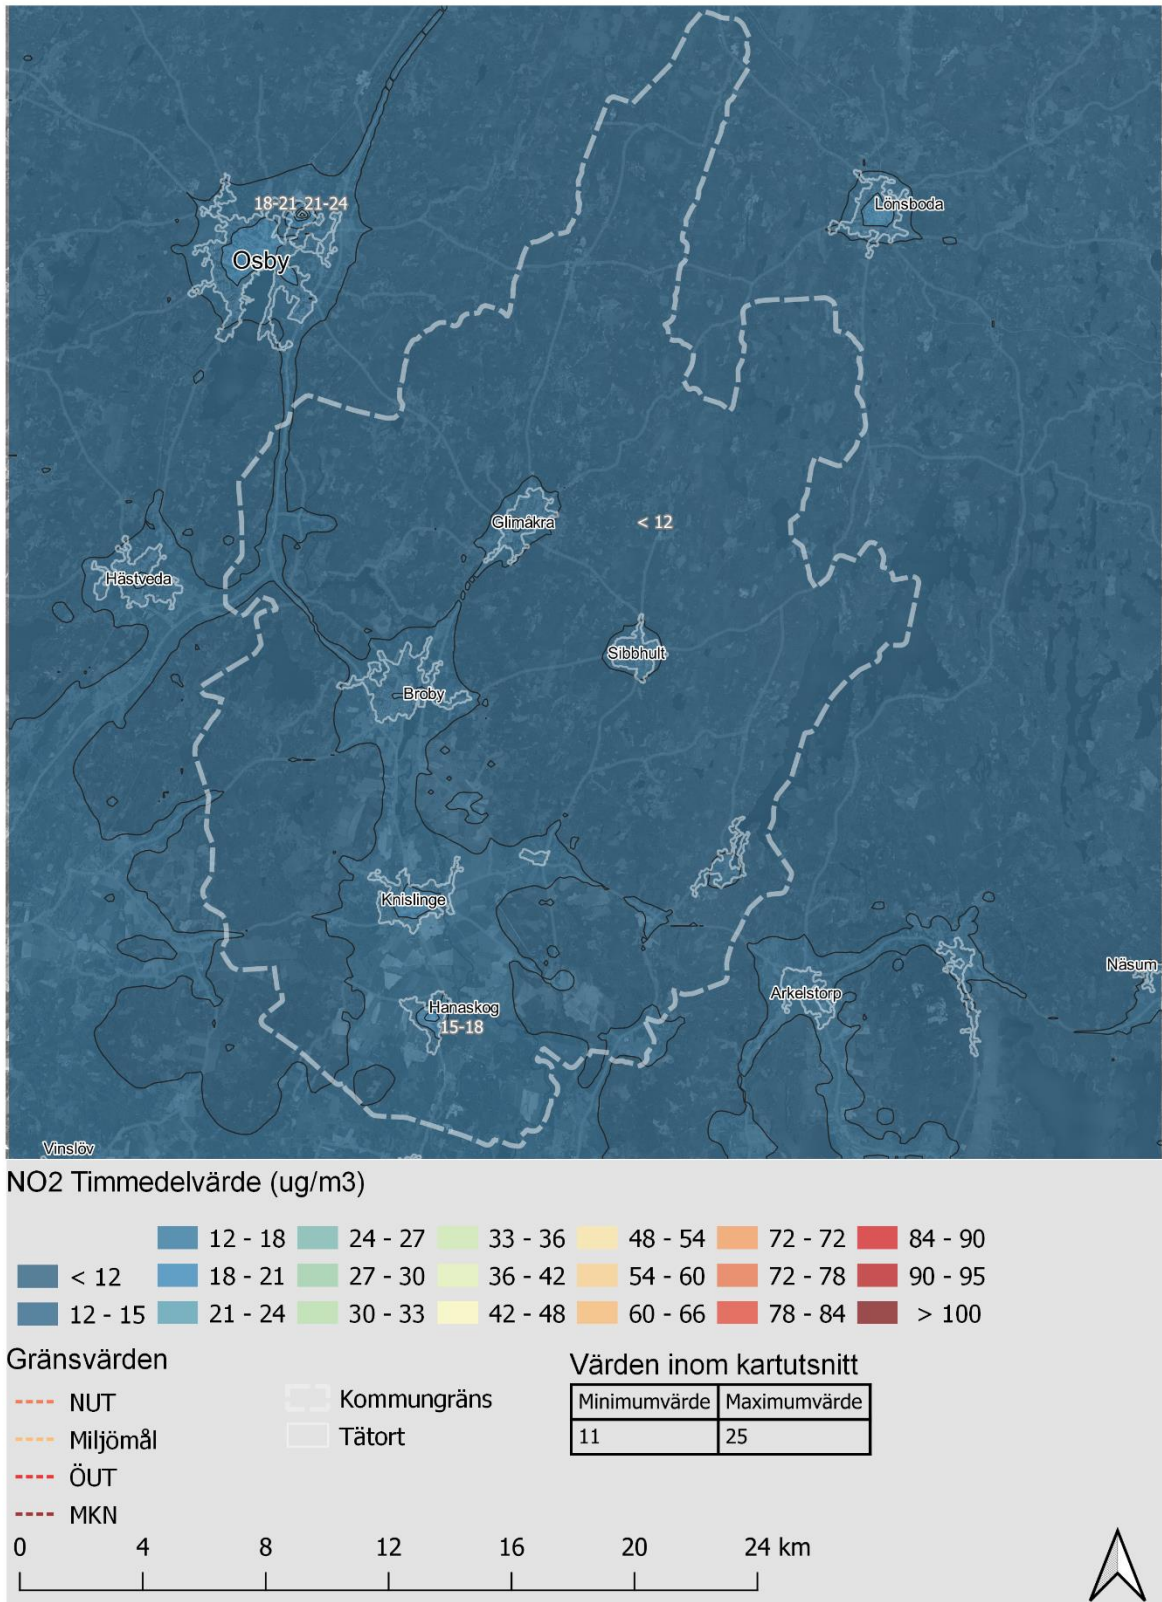 18-21 21-24
Lönsboda
Osby
Glimåkra
< 12
Hästveda
Sibbhult
Broby
Knislinge
Näsum
Arkelstorp
Hanaskog
15-18
Vinslöv
NO2 Timmedelvärde (ug/m3)
12 - 18 24 - 27 33 - 36 48 - 54 72 - 72 84 - 90
< 12 18 - 21 27 - 30 36 - 42 54 - 60 72 - 78 90 - 95
12 - 15 21 - 24 30 - 33 42 - 48 60 - 66 78 - 84 > 100
Gränsvärden
NUT
Miljömål
ÖUT
MKN
Kommungräns
Tätort
Värden inom kartutsnitt
Minimumvärde Maximumvärde
11 25
0 4 8 12 16 20 24 km